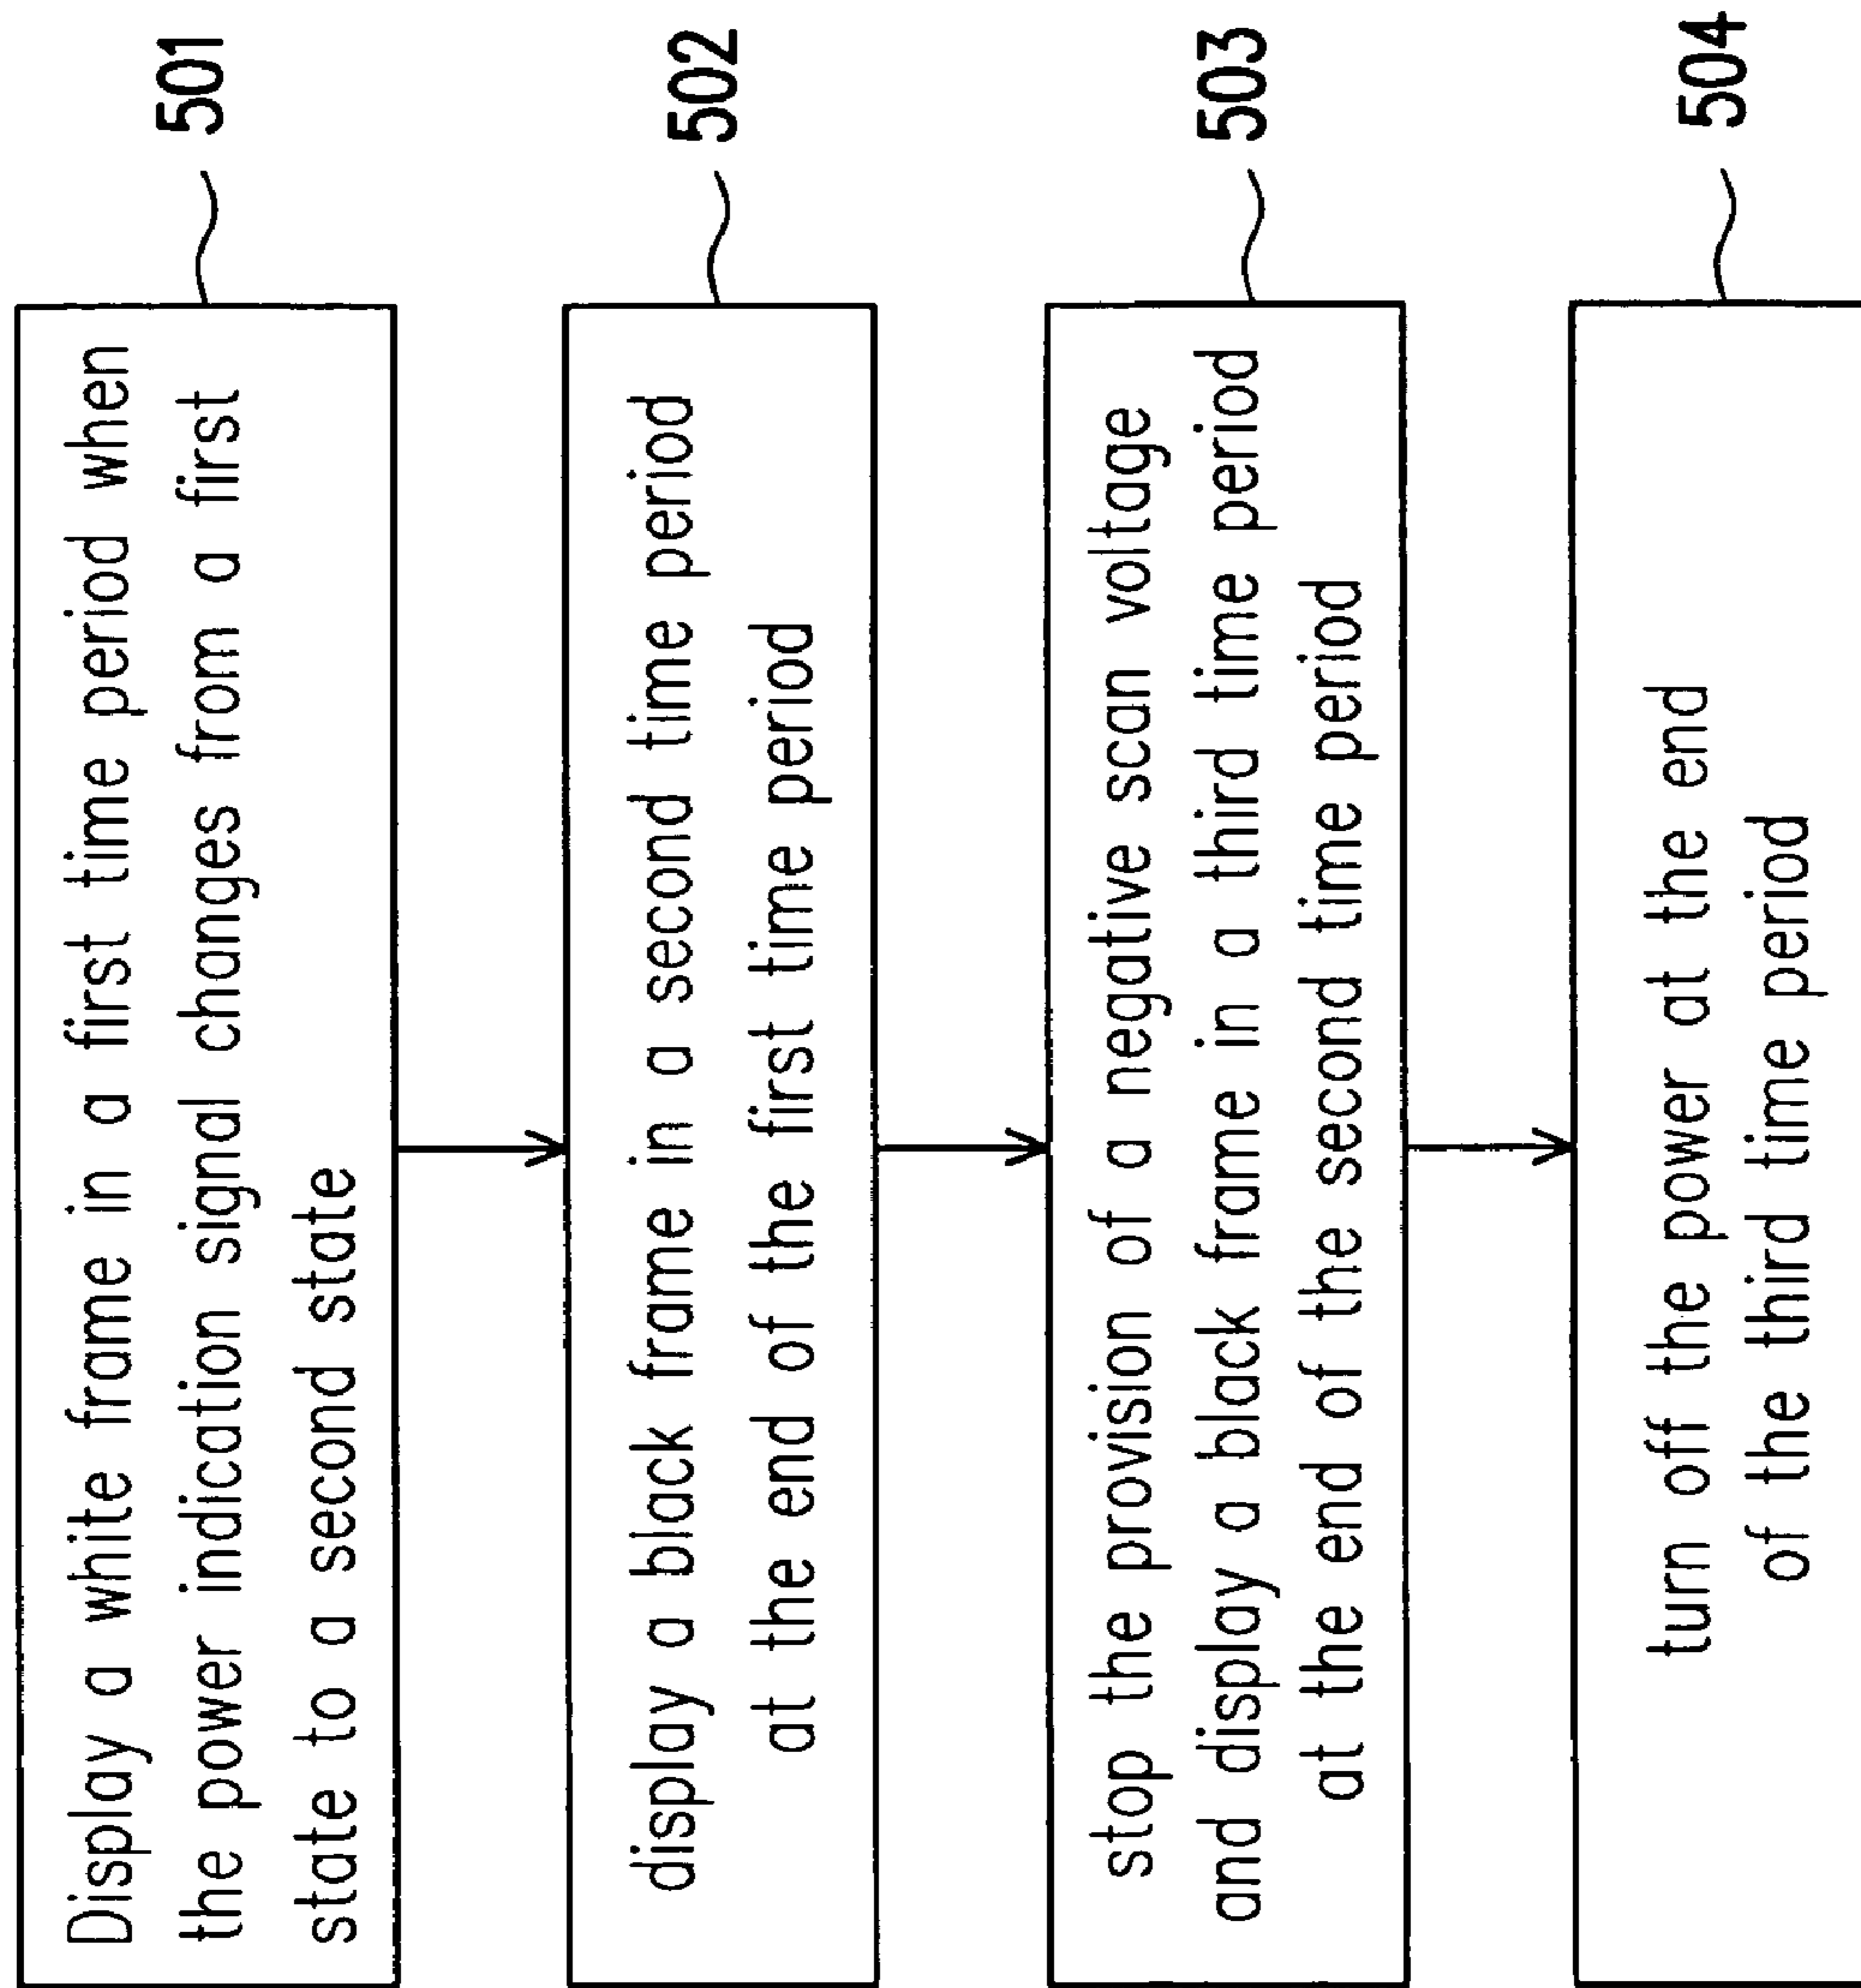 Display a white frame in a first time period when
the power indication signal changes from a first
state to a second state
501
display a black frame in a second time period
at the end of the first time period
502
stop the provision of a negative scan voltage
and display a black frame in a third time period
at the end of the second time period
503
turn off the power at the end
of the third time period
504